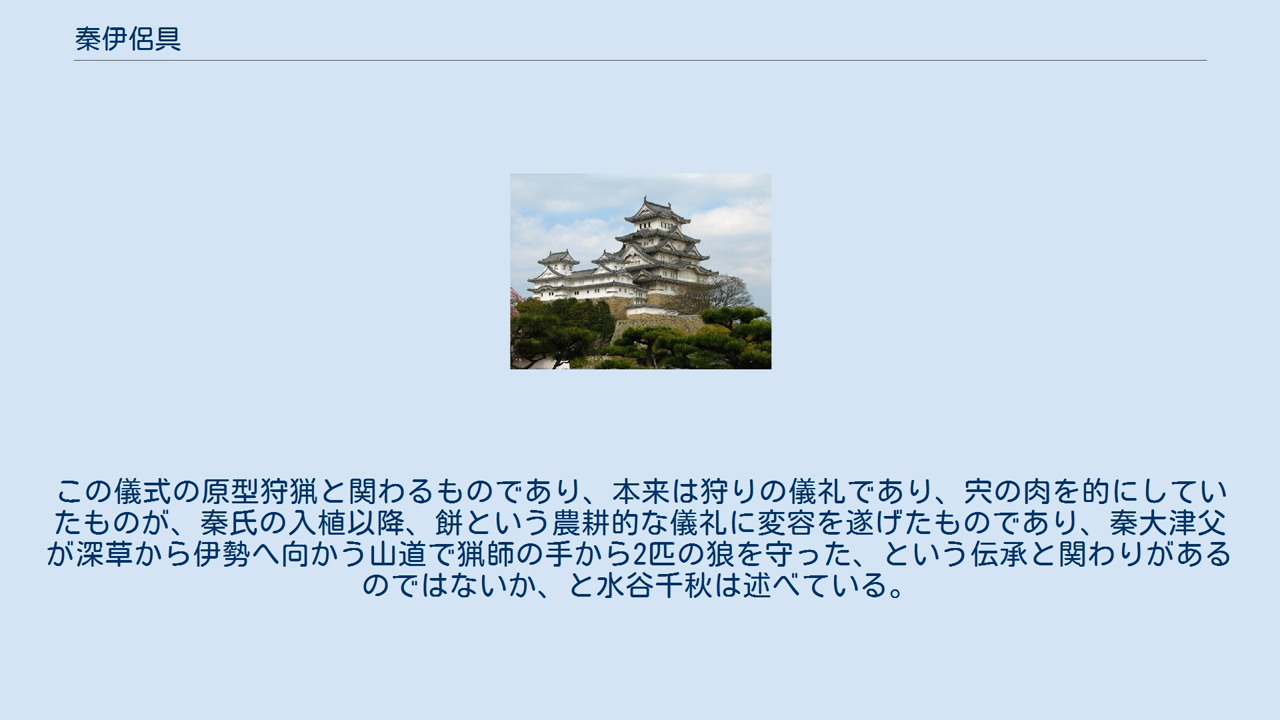 秦伊侶具
この儀式の原型狩猟と関わるものであり、本来は狩りの儀礼であり、宍の肉を的にしてい
たものが、秦氏の入植以降、餅という農耕的な儀礼に変容を遂げたものであり、秦大津父
が深草から伊勢へ向かう山道で猟師の手から2匹の狼を守った、という伝承と関わりがある
のではないか、と水谷千秋は述べている。